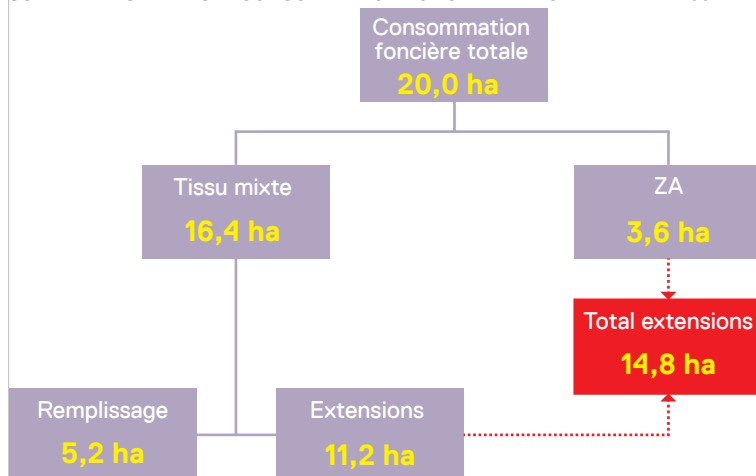 Consommation
foncière totale
20,0 ha
Tissu mixte
16,4 ha
ZA
3,6 ha
Total extensions
14,8 ha
Remplissage
5,2 ha
Extensions
11,2 ha